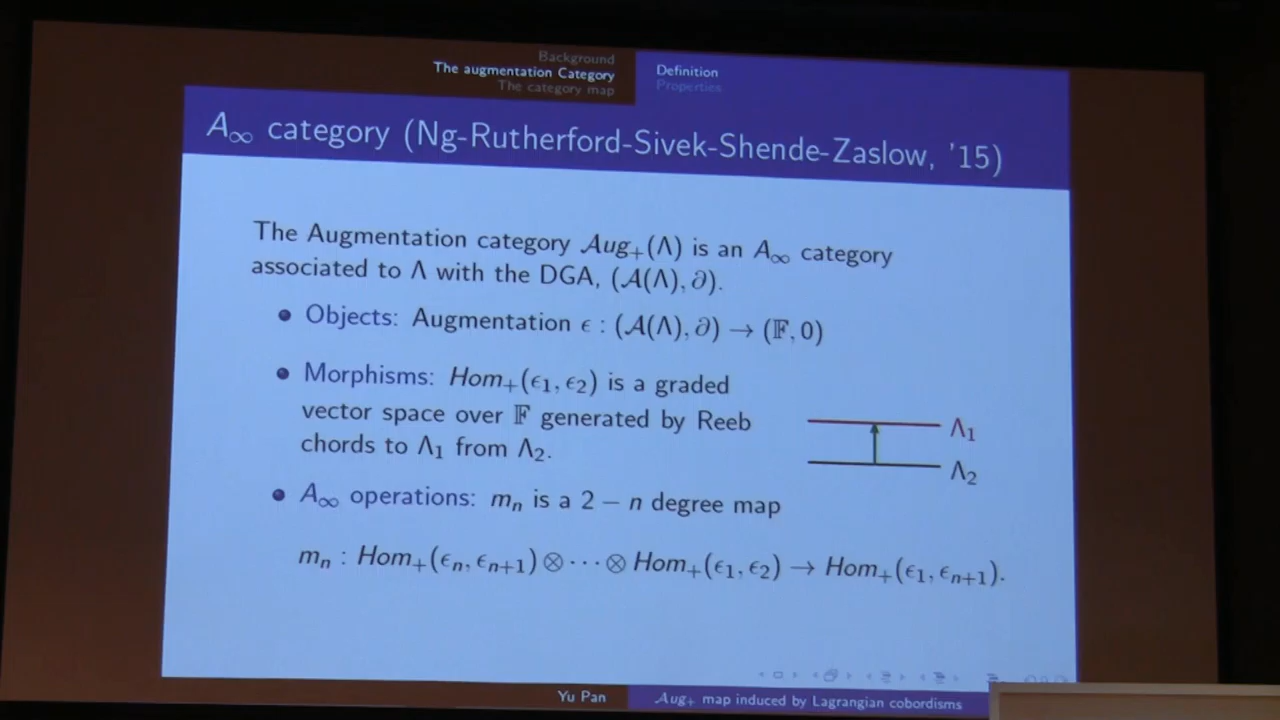 Background
The augmentation Category
The category map
Definition
Properties
A∞ category (Ng-Rutherford-Sivek-Shende-Zaslow, '15)
The Augmentation category Aug₊(Λ) is an A∞ category
associated to Λ with the DGA, (A(Λ), ∂).
Objects: Augmentation ϵ : (A(Λ), ∂) → (𝔽, 0)
Morphisms: Hom₊(ϵ₁, ϵ₂) is a graded
vector space over 𝔽 generated by Reeb
chords to Λ₁ from Λ₂.
Λ₁
Λ₂
A∞ operations: mₙ is a 2 − n degree map
mₙ : Hom₊(ϵₙ, ϵₙ₊₁) ⊗ · · · ⊗ Hom₊(ϵ₁, ϵ₂) → Hom₊(ϵ₁, ϵₙ₊₁).
Yu Pan
Aug₊ map induced by Lagrangian cobordisms